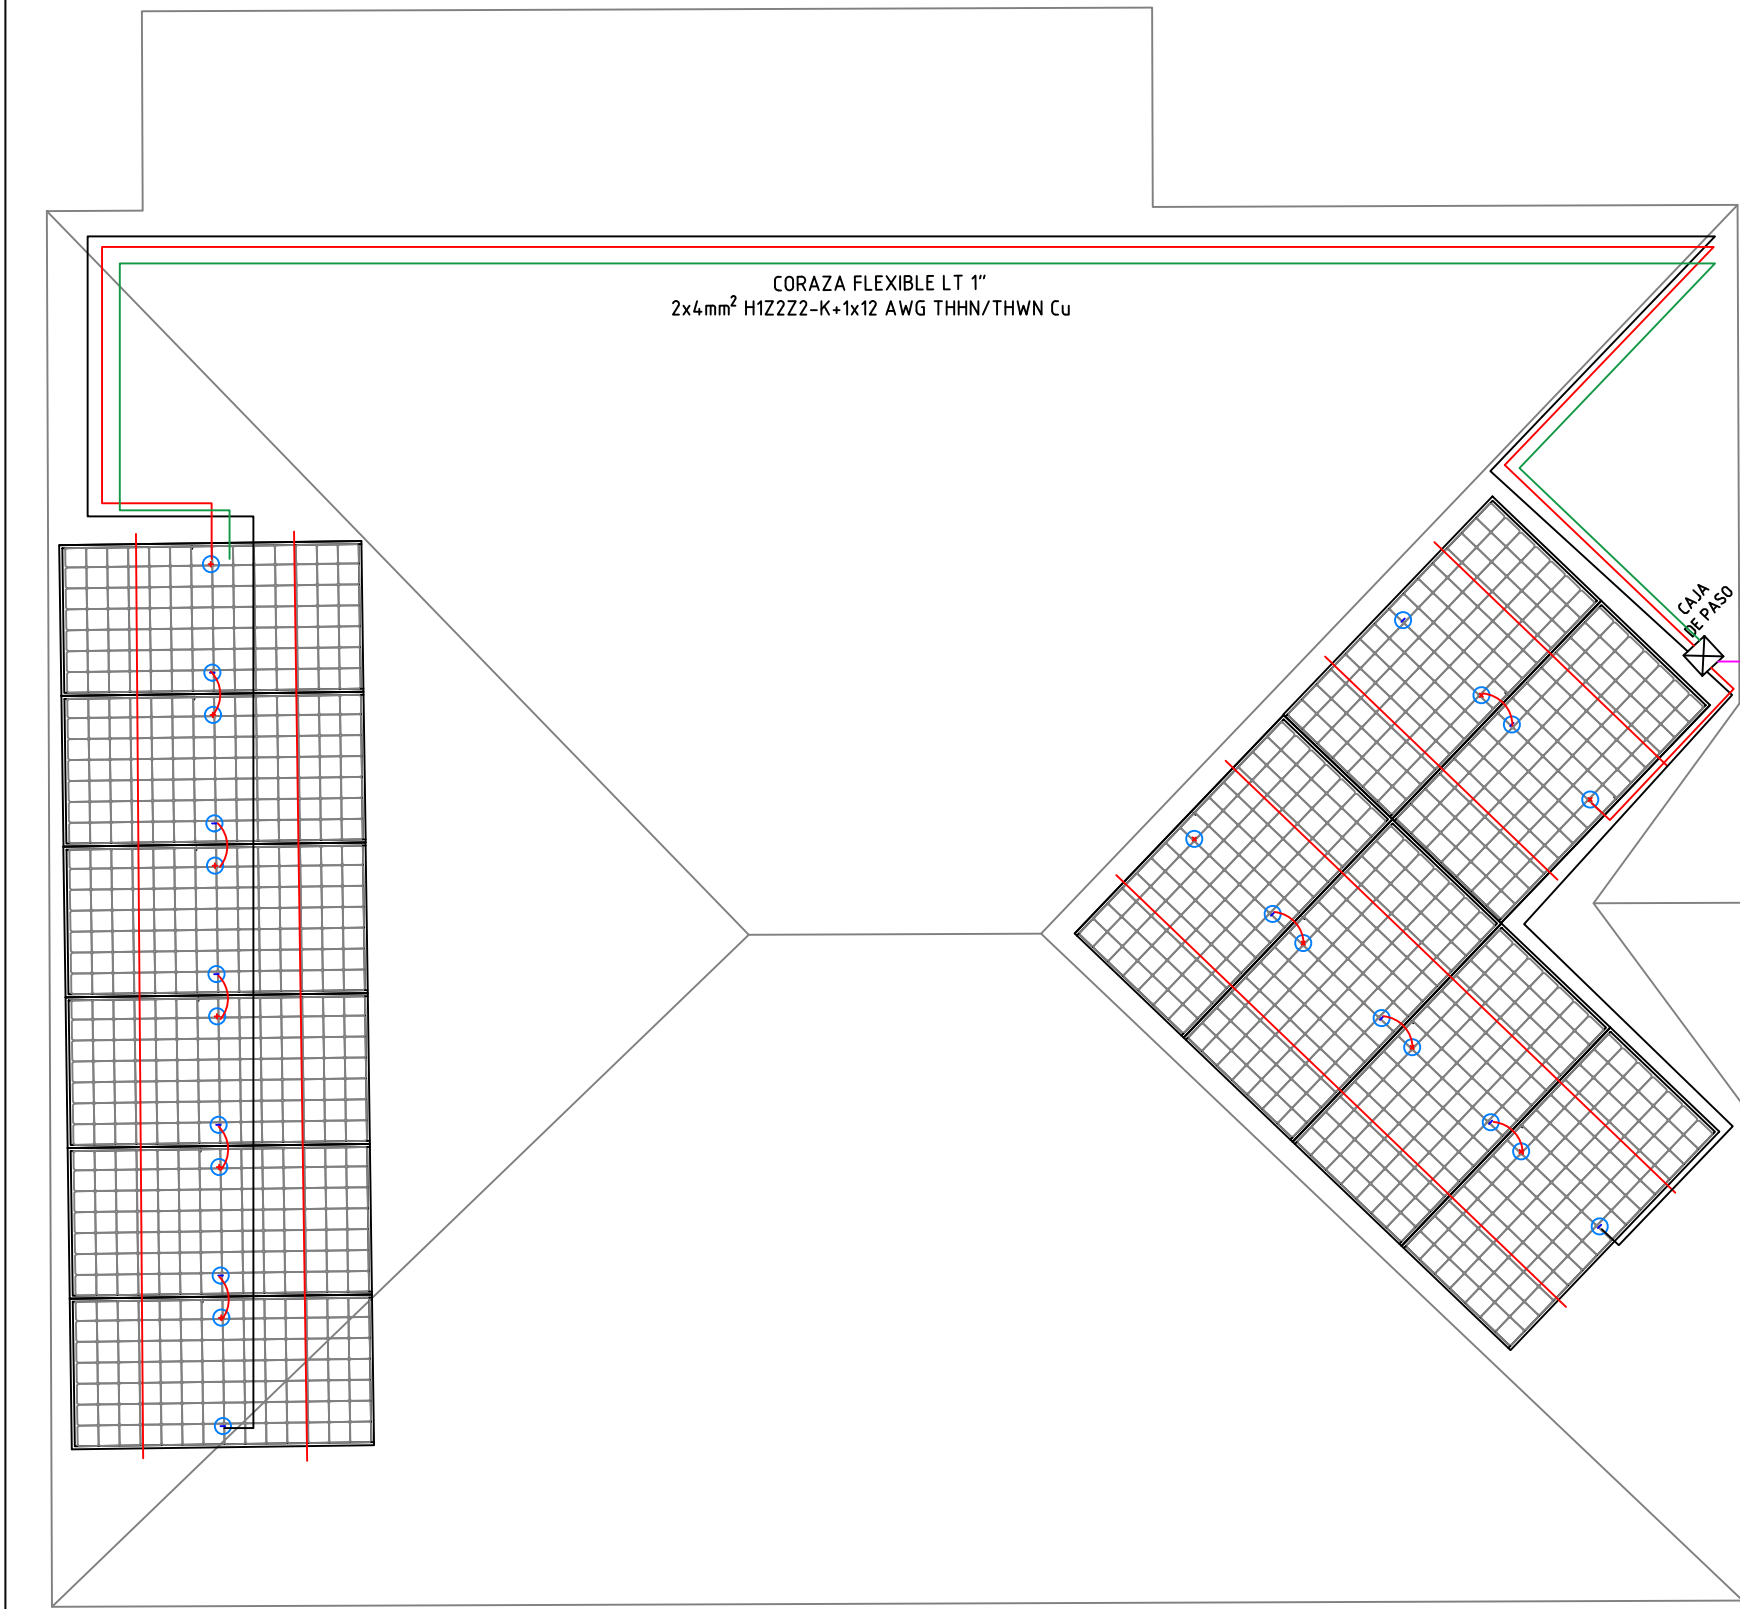 CORAZA FLEXIBLE LT 1"
2x4mm² H1Z2Z2-K+1x12 AWG THHN/THWN Cu
CAJA
DE PASO